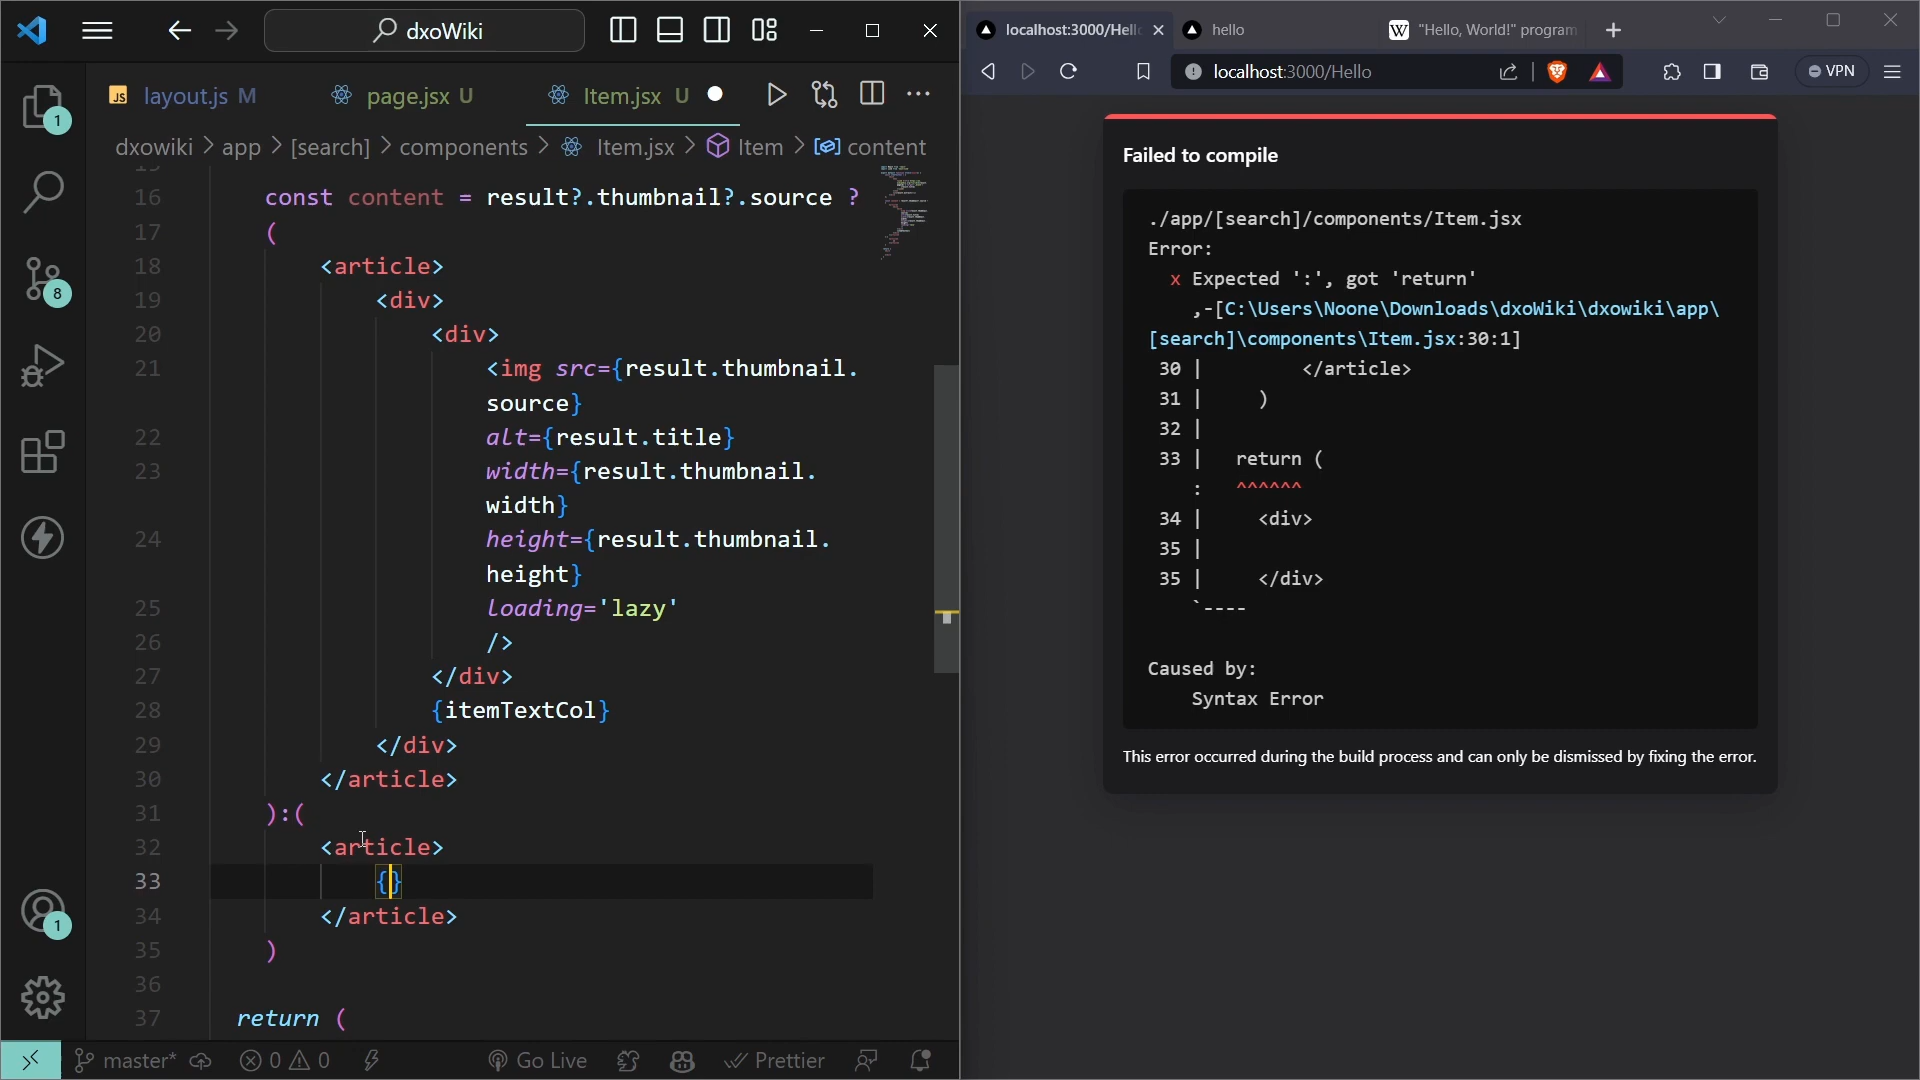 dxoWiki
localhost:3000/Hell
hello
"Hello, World!" program
localhost:3000/Hello
VPN
JS layout.js M
page.jsx U
Item.jsx U
dxowiki > app > [search] > components > Item.jsx > Item > content
1
8
1
15
16 const content = result?.thumbnail?.source ?
17 (
18 <article>
19 <div>
20 <div>
21 <img src={result.thumbnail.
source}
22 alt={result.title}
23 width={result.thumbnail.
width}
24 height={result.thumbnail.
height}
25 loading='lazy'
26 />
27 </div>
28 {itemTextCol}
29 </div>
30 </article>
31 ):(
32 <article>
33 {}
34 </article>
35 )
36
37 return (
master*
0
0
Go Live
Prettier
Failed to compile
./app/[search]/components/Item.jsx
Error:
x Expected ':', got 'return'
,-[C:\Users\Noone\Downloads\dxoWiki\dxowiki\app\
[search]\components\Item.jsx:30:1]
30 | </article>
31 | )
32 |
33 | return (
: ^^^^^^
34 | <div>
35 |
35 | </div>
`----
Caused by:
Syntax Error
This error occurred during the build process and can only be dismissed by fixing the error.